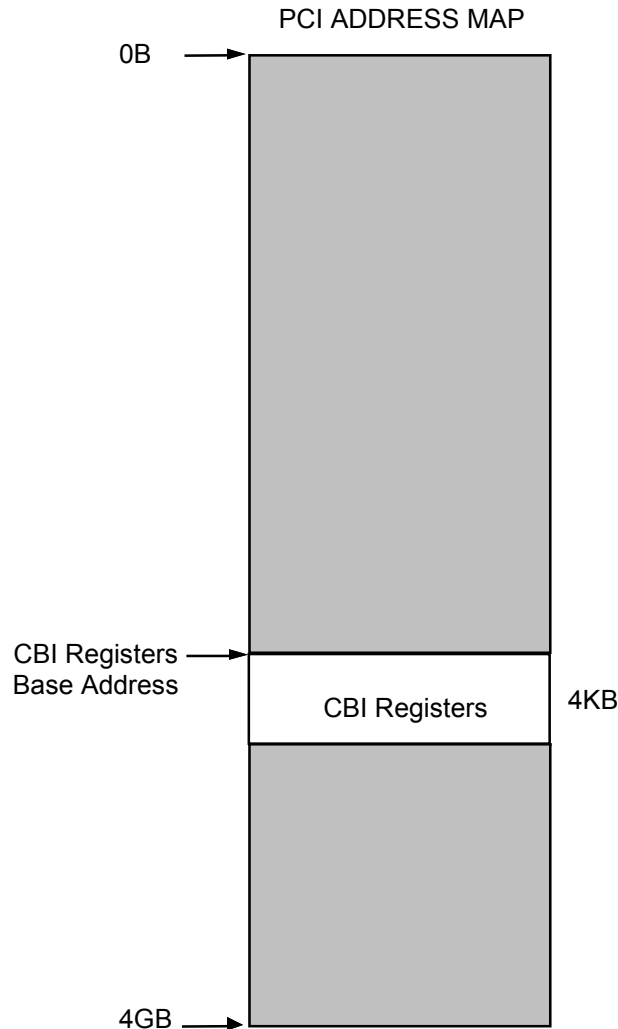 PCI ADDRESS MAP
0B
CBI Registers
Base Address
CBI Registers
4KB
4GB